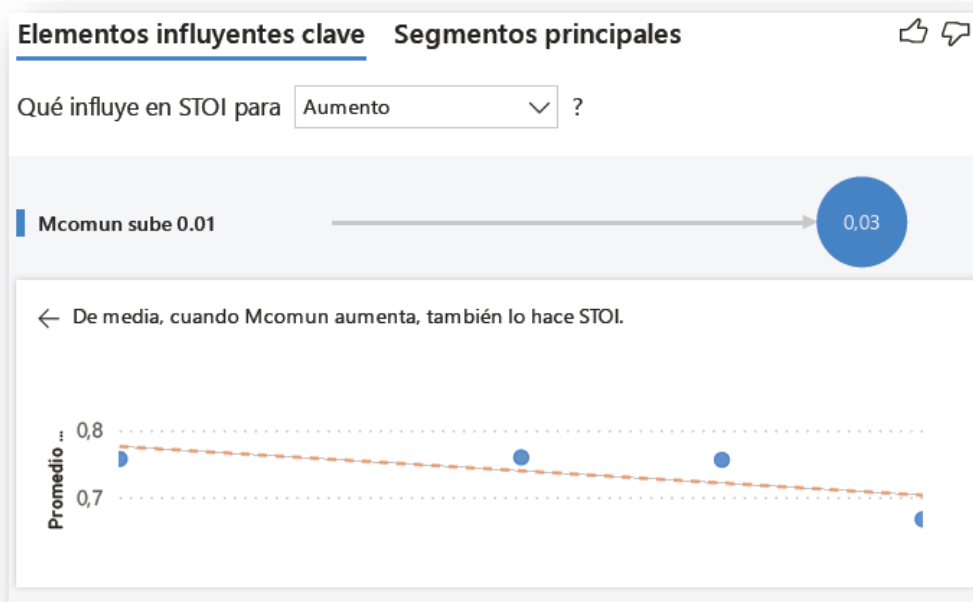 Elementos influyentes clave Segmentos principales
Qué influye en STOI para Aumento ?
Mcomun sube 0.01 0,03
← De media, cuando Mcomun aumenta, también lo hace STOI.
Promedio ...
0,8
0,7